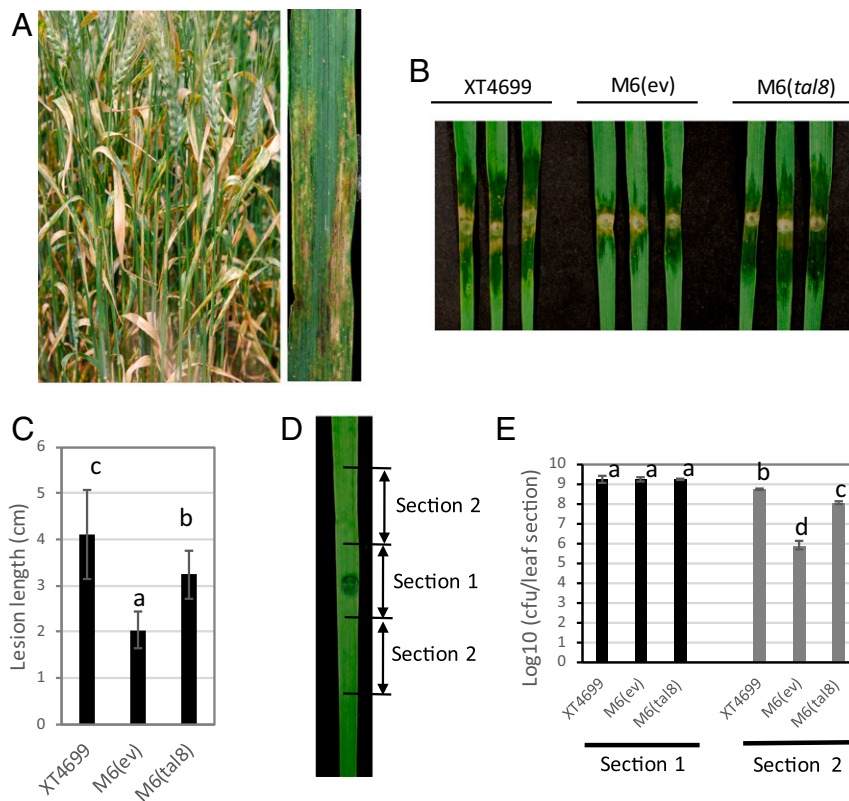 A
B
XT4699
M6(ev)
M6(tal8)
C
Lesion length (cm)
6
5
4
3
2
1
0
c
a
b
XT4699
M6(ev)
M6(tal8)
D
Section 2
Section 1
Section 2
E
Log10 (cfu/leaf section)
10
9
8
7
6
5
4
3
2
1
0
a
a
a
b
d
c
XT4699
M6(ev)
M6(tal8)
XT4699
M6(ev)
M6(tal8)
Section 1
Section 2